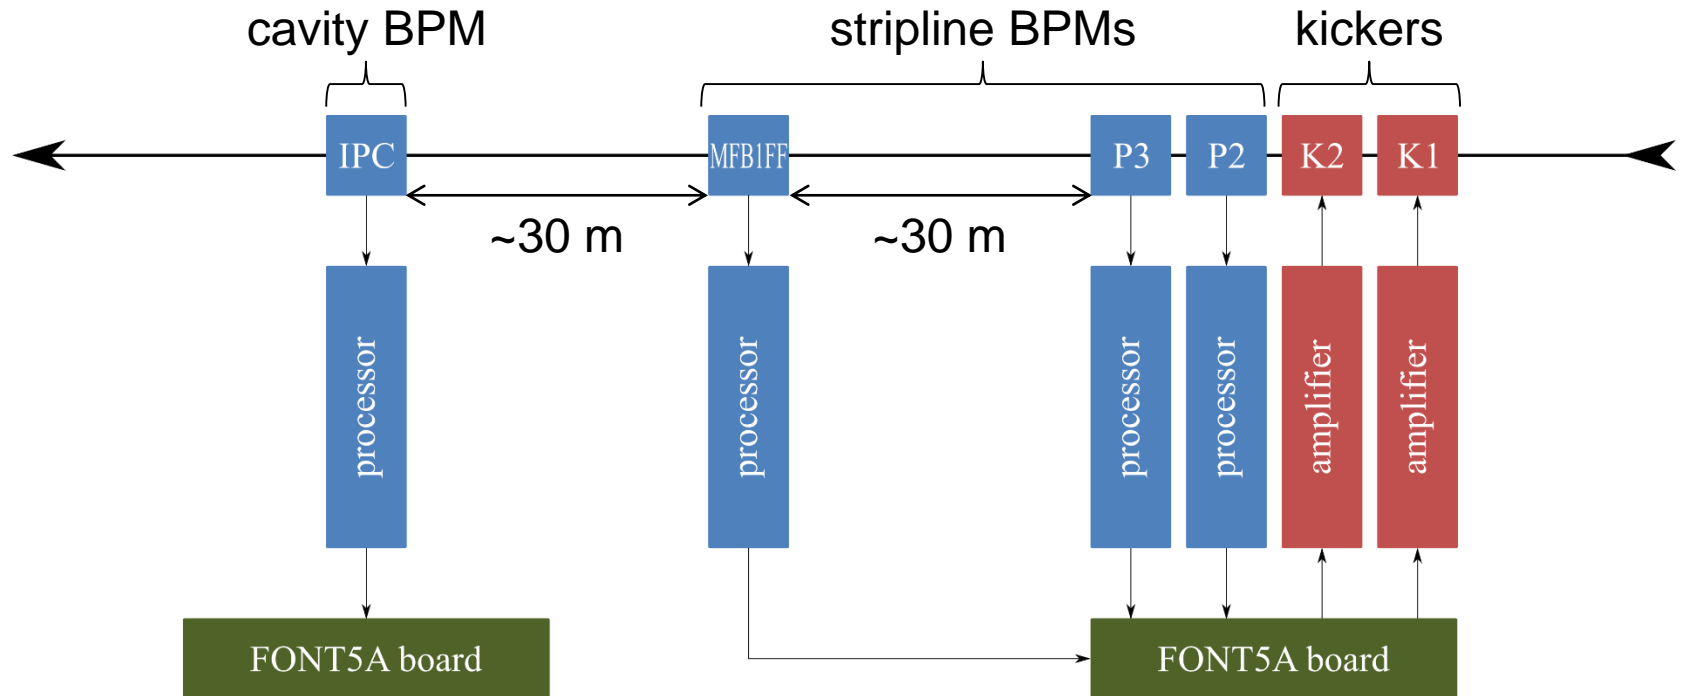 cavity BPM
stripline BPMs
kickers
IPC
MFB1FF
P3
P2
K2
K1
~30 m
~30 m
processor
processor
processor
processor
amplifier
amplifier
FONT5A board
FONT5A board